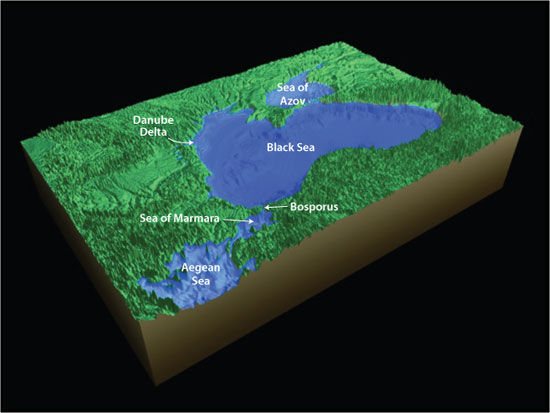 Sea of
Azov
Danube
Delta
Black Sea
Bosporus
Sea of Marmara
Aegean
Sea